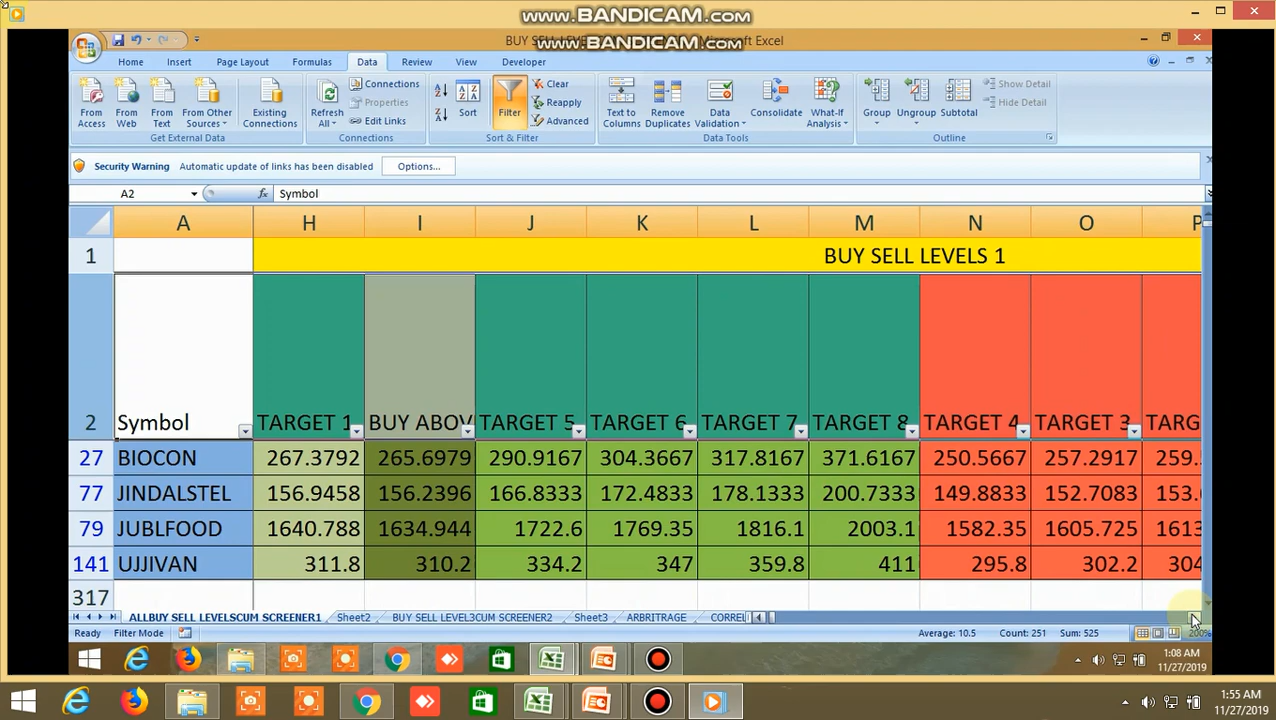 www.BANDICAM.com
BUY SELL LEVEL
www.BANDICAM.com
Microsoft Excel
Home Insert Page Layout Formulas Data Review View Developer
From Access
From Web
From Text
From Other Sources
Existing Connections
Get External Data
Refresh All
Connections
Properties
Edit Links
Connections
Sort
Filter
Clear
Reapply
Advanced
Sort & Filter
Text to Columns
Remove Duplicates
Data Validation
Consolidate
What-If Analysis
Data Tools
Group
Ungroup
Subtotal
Show Detail
Hide Detail
Outline
Security Warning Automatic update of links has been disabled Options...
A2 fx Symbol
A H I J K L M N O P
1 BUY SELL LEVELS 1
2 Symbol TARGET 1 BUY ABOV TARGET 5 TARGET 6 TARGET 7 TARGET 8 TARGET 4 TARGET 3 TARG
27 BIOCON 267.3792 265.6979 290.9167 304.3667 317.8167 371.6167 250.5667 257.2917 259.
77 JINDALSTEL 156.9458 156.2396 166.8333 172.4833 178.1333 200.7333 149.8833 152.7083 153.
79 JUBLFOOD 1640.788 1634.944 1722.6 1769.35 1816.1 2003.1 1582.35 1605.725 1613
141 UJJIVAN 311.8 310.2 334.2 347 359.8 411 295.8 302.2 304
317
ALLBUY SELL LEVELSCUM SCREENER1 Sheet2 BUY SELL LEVEL3CUM SCREENER2 Sheet3 ARBITRAGE CORREL
Ready Filter Mode Average: 10.5 Count: 251 Sum: 525 200%
1:08 AM
11/27/2019
1:55 AM
11/27/2019